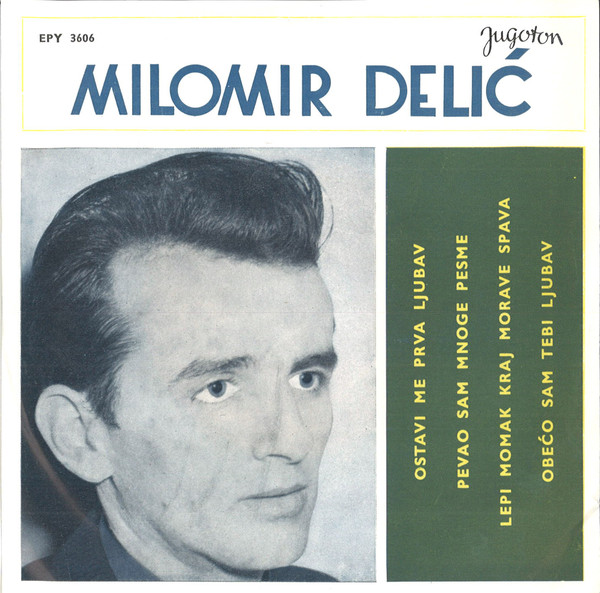 EPY 3606
Jugoton
MILOMIR DELIĆ
OSTAVI ME PRVA LJUBAV
PEVAO SAM MNOGE PESME
LEPI MOMAK KRAJ MORAVE SPAVA
OBEĆO SAM TEBI LJUBAV